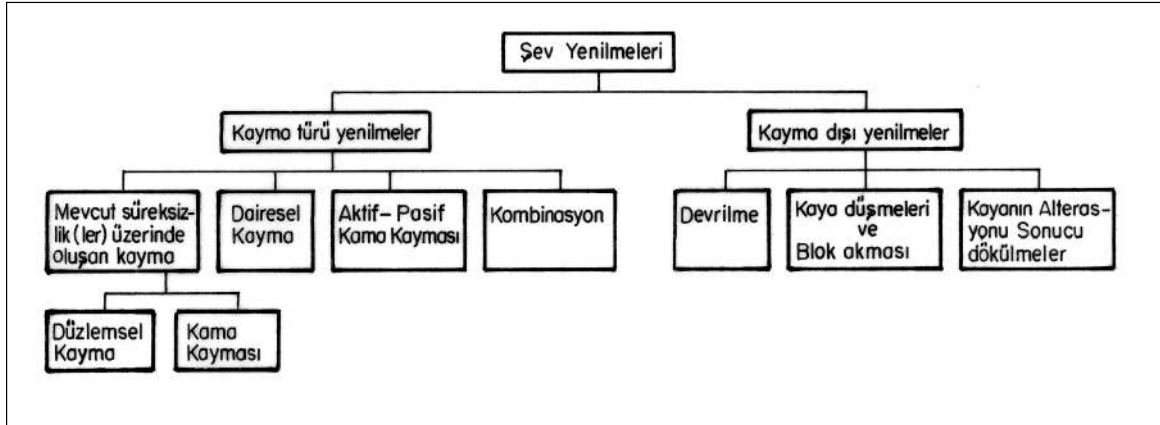 Şev Yenilmeleri
Kayma türü yenilmeler
Kayma dışı yenilmeler
Mevcut süreksiz-
lik(ler) üzerinde
oluşan kayma
Dairesel
Kayma
Aktif-Pasif
Kama Kayması
Kombinasyon
Devrilme
Kaya düşmeleri
ve
Blok akması
Kayanın Alteras-
yonu Sonucu
dökülmeler
Düzlemsel
Kayma
Kama
Kayması